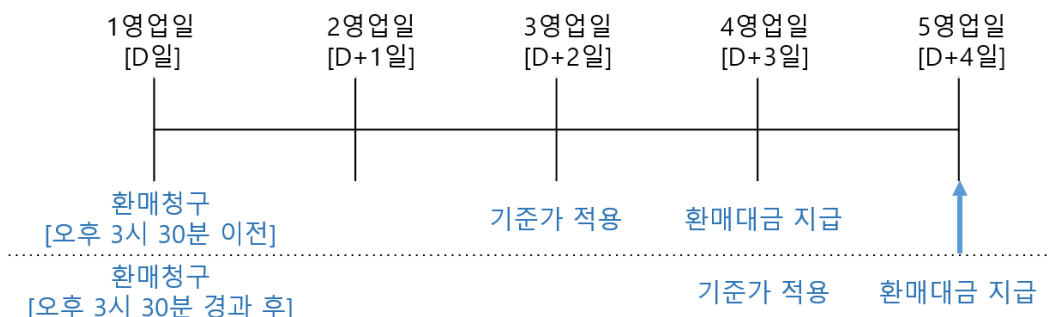 1영업일 2영업일 3영업일 4영업일 5영업일
[D일] [D+1일] [D+2일] [D+3일] [D+4일]
환매청구
[오후 3시 30분 이전]
기준가 적용 환매대금 지급
환매청구
[오후 3시 30분 경과 후]
기준가 적용 환매대금 지급